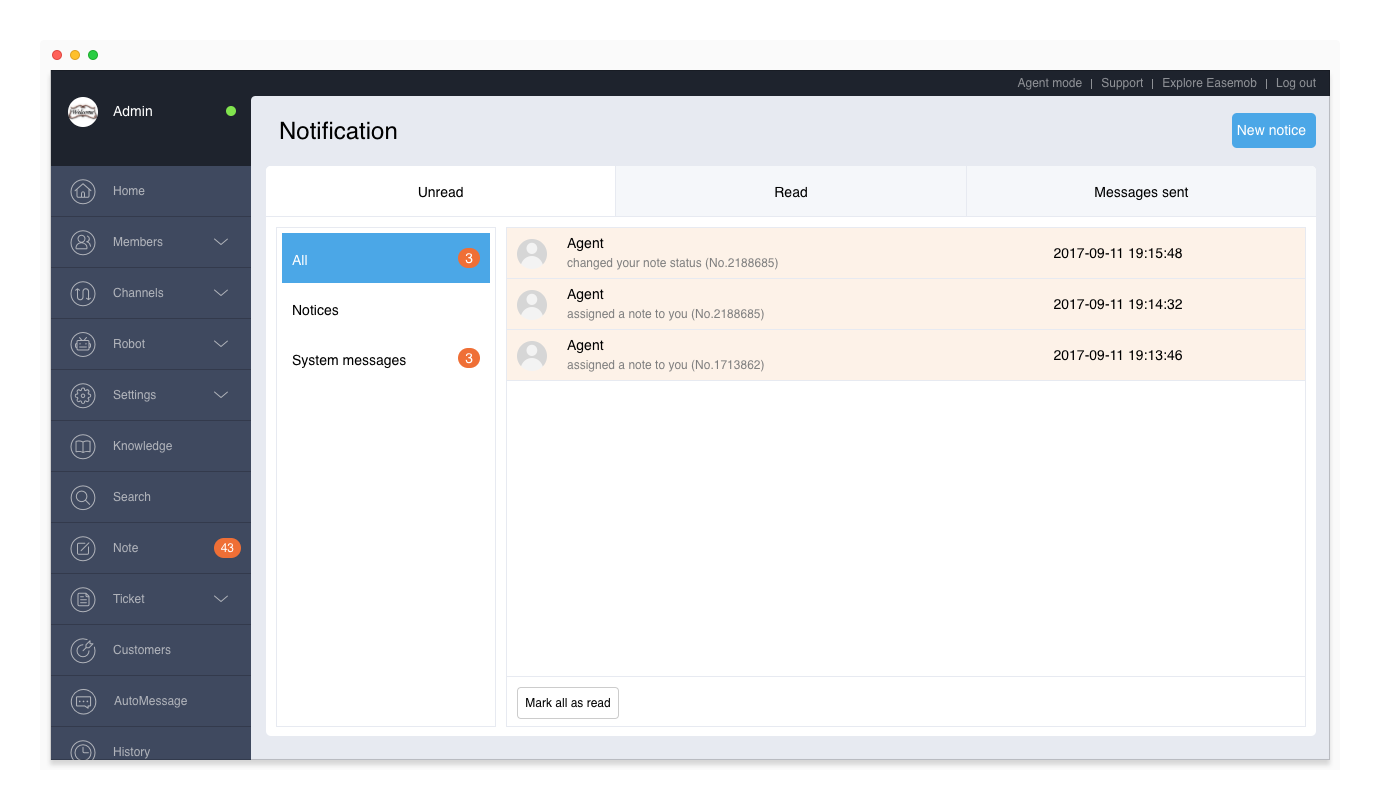 Agent mode | Support | Explore Easemob | Log out
Welcome
Admin
Notification
New notice
Home
Members
Channels
Robot
Settings
Knowledge
Search
Note 43
Ticket
Customers
AutoMessage
History
Unread Read Messages sent
All 3
Notices
System messages 3
Agent
changed your note status (No.2188685)
2017-09-11 19:15:48
Agent
assigned a note to you (No.2188685)
2017-09-11 19:14:32
Agent
assigned a note to you (No.1713862)
2017-09-11 19:13:46
Mark all as read